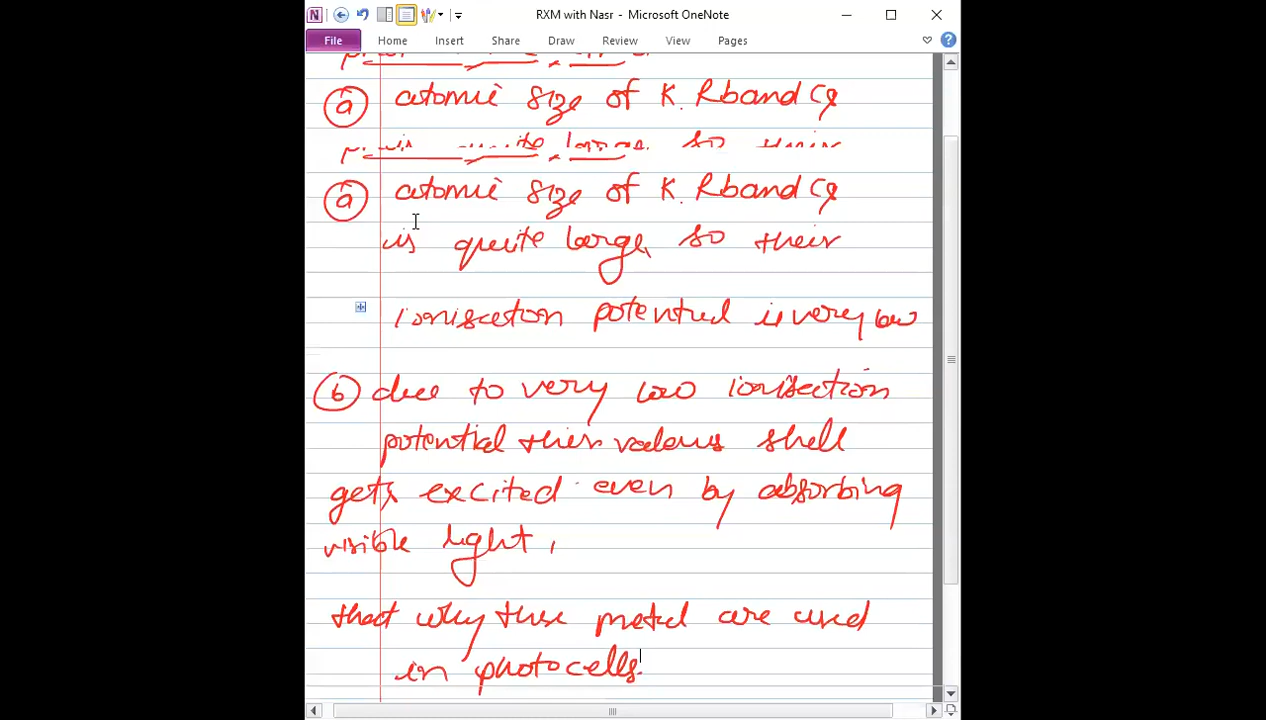 RXM with Nasr - Microsoft OneNote
File Home Insert Share Draw Review View Pages
a atomic size of K. Rb and Cs
a atomic size of K. Rb and Cs
is quite large, so their
ionisation potential is very low
b due to very low ionisation
potential their valens shell
gets excited even by absorbing
visible light,
that why these metal are used
in photocells.